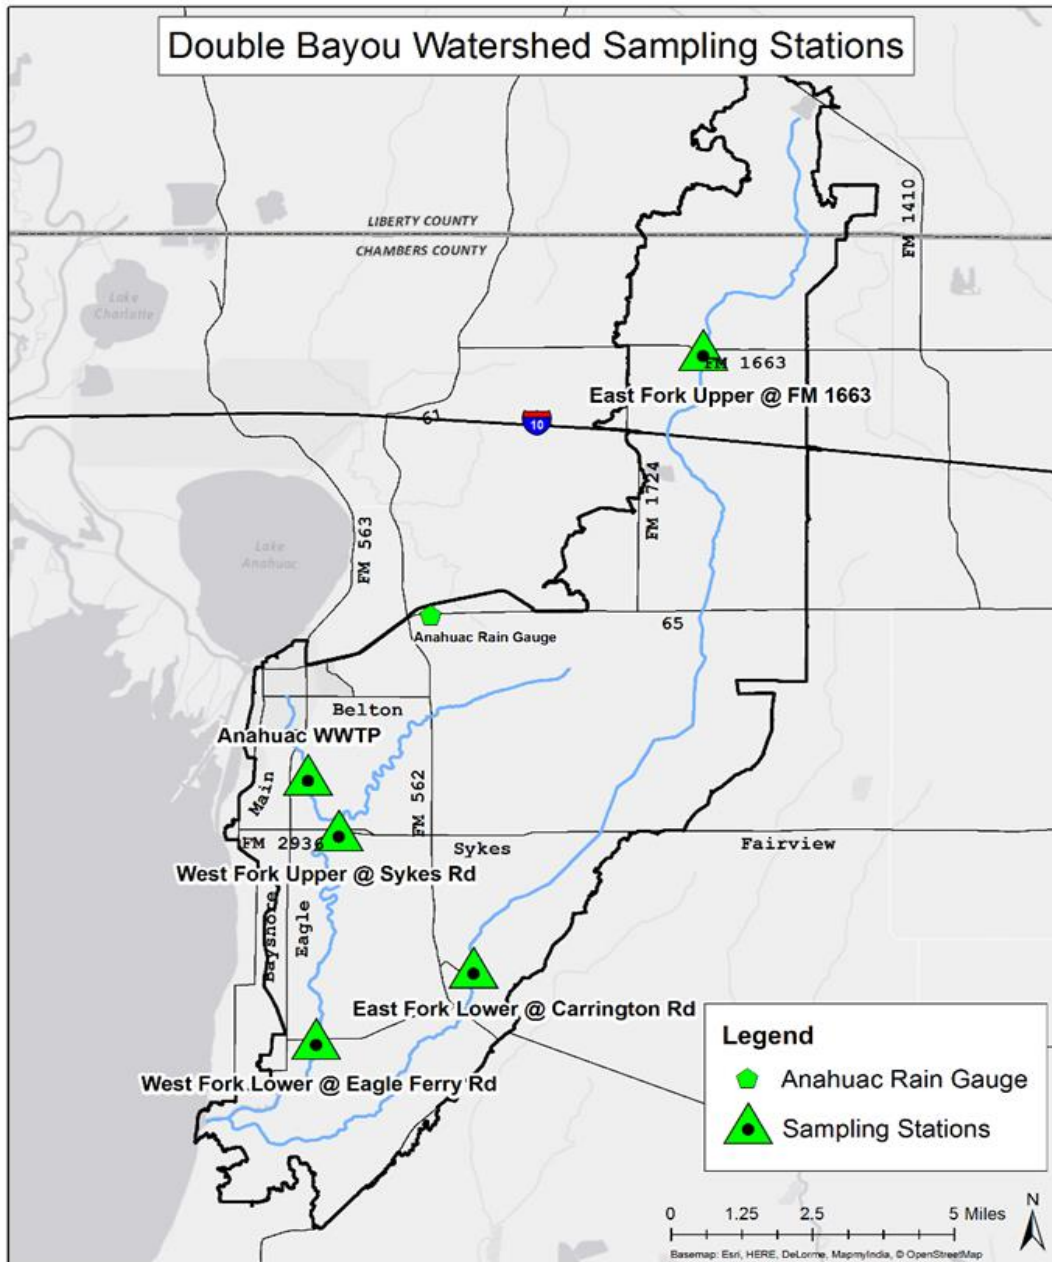 Double Bayou Watershed Sampling Stations
LIBERTY COUNTY
CHAMBERS COUNTY
FM 1410
Lake
Charlotte
FM 1663
East Fork Upper @ FM 1663
61
10
FM 1724
FM 563
Lake
Anahuac
65
Anahuac Rain Gauge
Belton
Anahuac WWTP
Main
FM 562
FM 2936
Sykes
Fairview
West Fork Upper @ Sykes Rd
Bayshore
Eagle
East Fork Lower @ Carrington Rd
West Fork Lower @ Eagle Ferry Rd
Legend
Anahuac Rain Gauge
Sampling Stations
N
0 1.25 2.5 5 Miles
Basemap: Esri, HERE, DeLorme, MapmyIndia, © OpenStreetMap